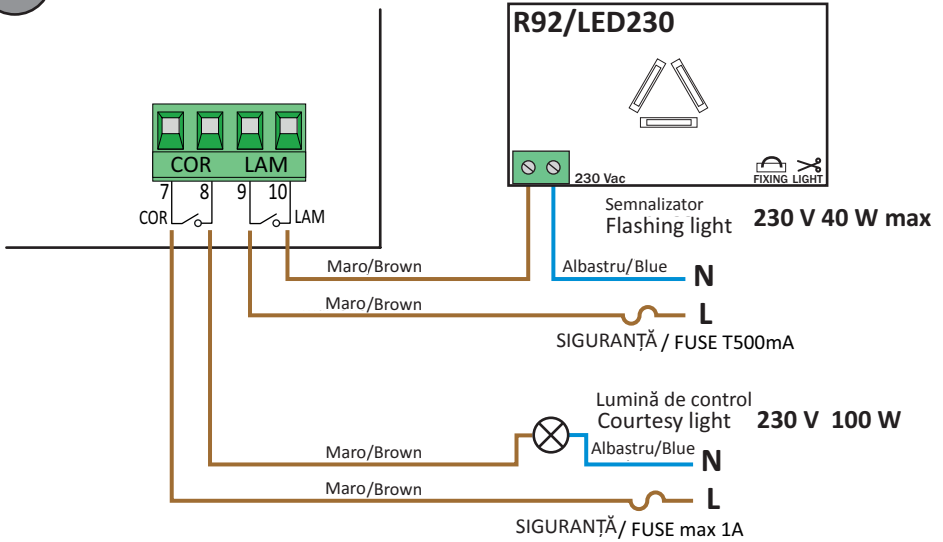 R92/LED230
COR LAM
230 Vac
FIXING LIGHT
7 8 9 10
COR LAM
Semnalizator
Flashing light 230 V 40 W max
Maro/Brown Albastru/Blue N
Maro/Brown L
SIGURANȚĂ / FUSE T500mA
Lumină de control
Courtesy light 230 V 100 W
Maro/Brown Albastru/Blue N
Maro/Brown L
SIGURANȚĂ/ FUSE max 1A